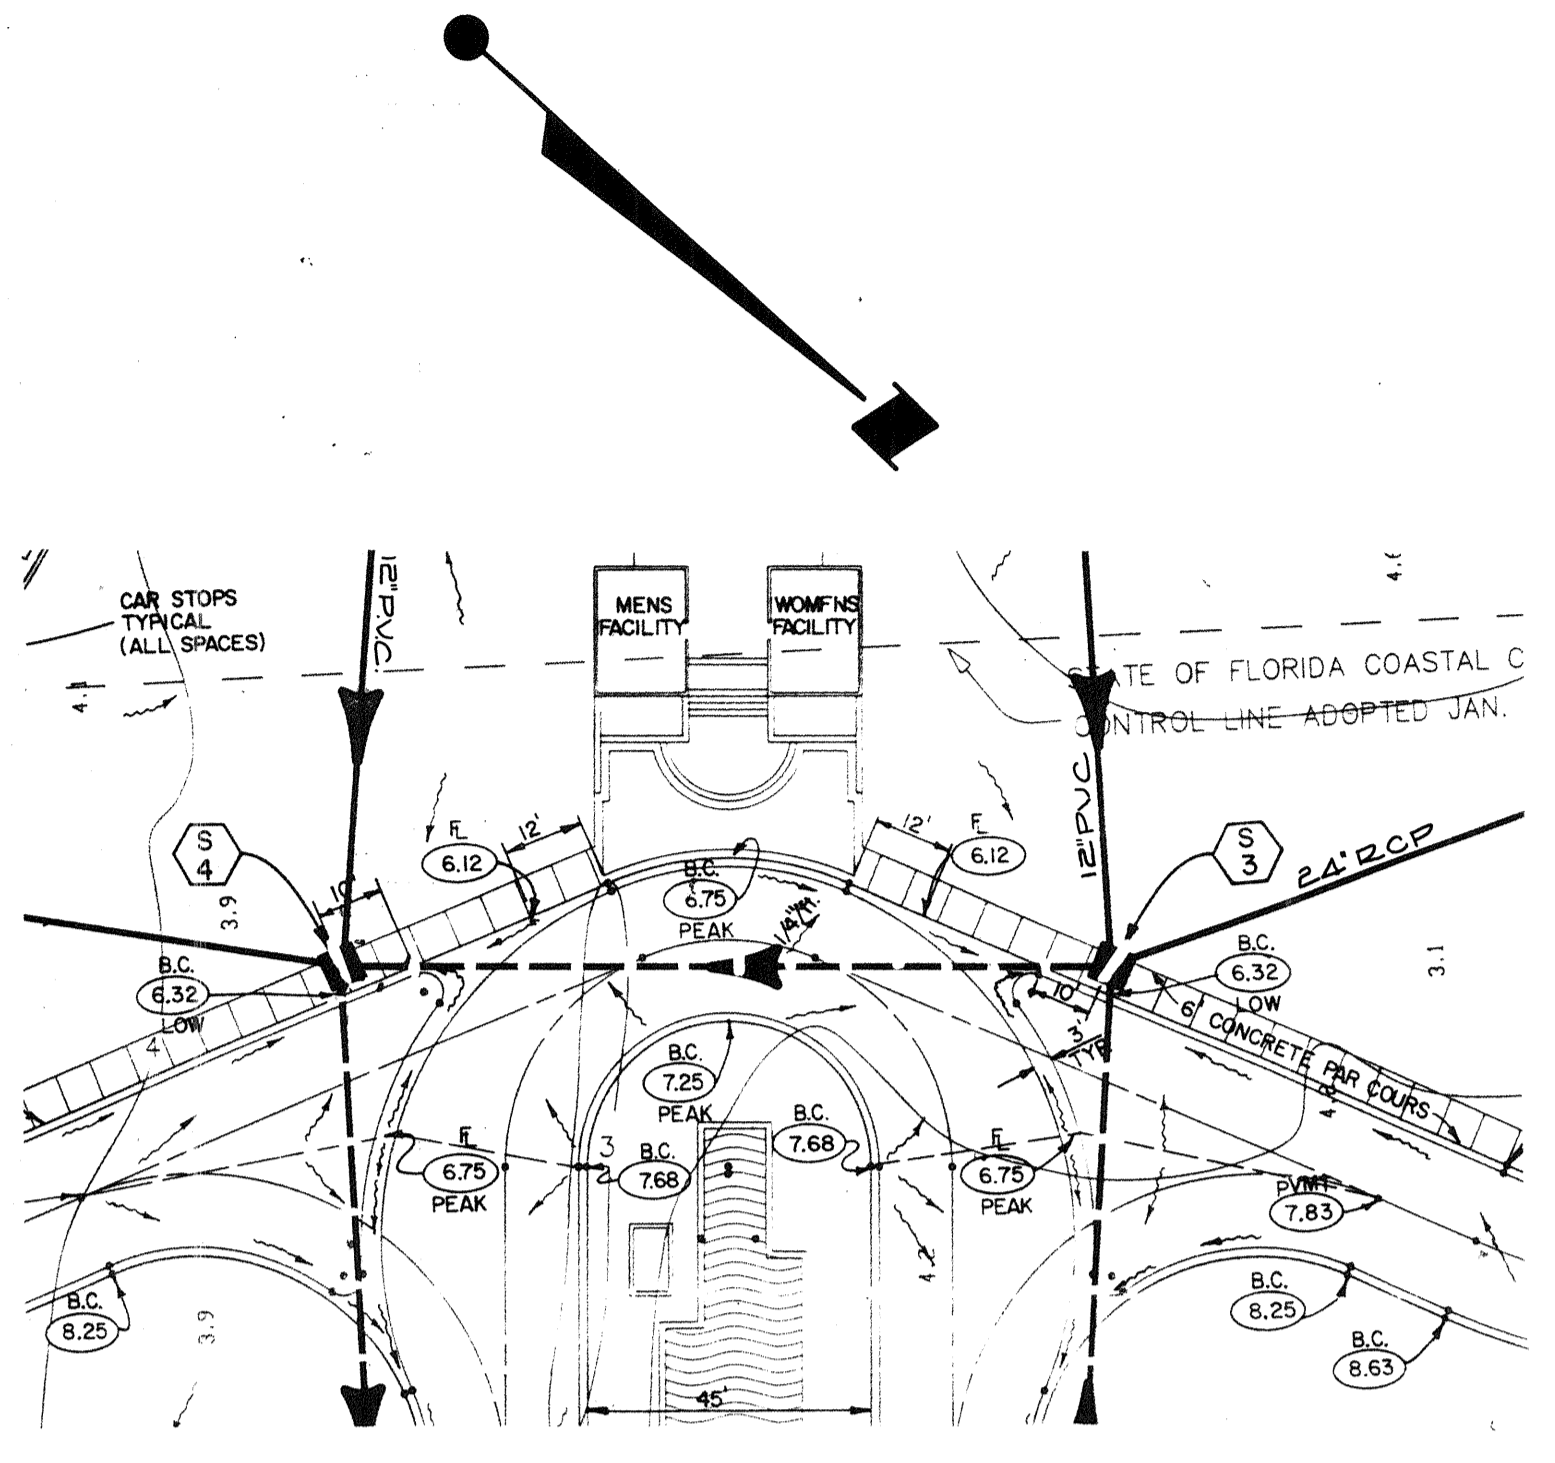 CAR STOPS
TYPICAL
(ALL SPACES)
12" P.V.C.
MENS
FACILITY
WOMENS
FACILITY
STATE OF FLORIDA COASTAL C
CONTROL LINE ADOPTED JAN.
12" PVC
24" RCP
S
4
S
3
FL
6.12
12'
12'
FL
6.12
B.C.
6.75
PEAK
1/4"/ft.
10'
3.9
B.C.
6.32
LOW
4
B.C.
6.32
LOW
3.1
10'
3'
TYP
6' CONCRETE PAR COURS
B.C.
7.25
PEAK
B.C.
7.68
3
B.C.
7.68
FL
6.75
PEAK
FL
6.75
PEAK
PVMT
7.83
4.2
B.C.
8.25
3.9
B.C.
8.25
B.C.
8.63
45'